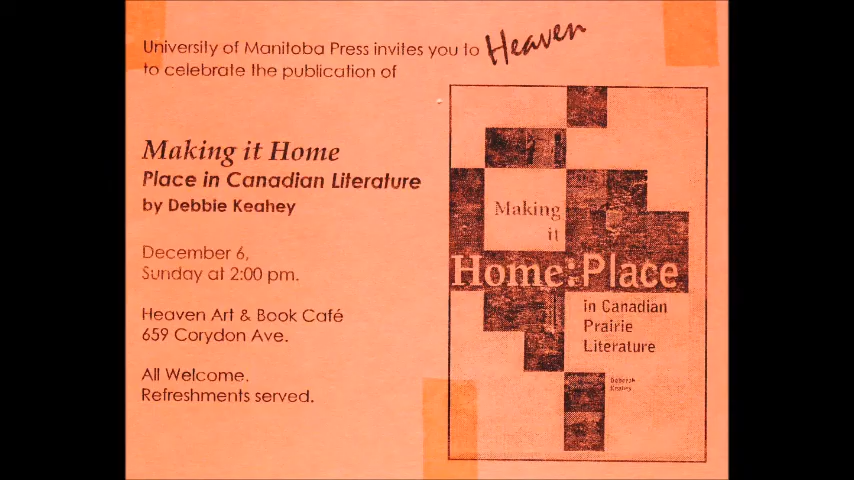 University of Manitoba Press invites you to Heaven
to celebrate the publication of
Making it Home
Place in Canadian Literature
by Debbie Keahey
December 6,
Sunday at 2:00 pm.
Heaven Art & Book Café
659 Corydon Ave.
All Welcome.
Refreshments served.
Making
it
Home:Place
in Canadian
Prairie
Literature
Deborah
Keahey